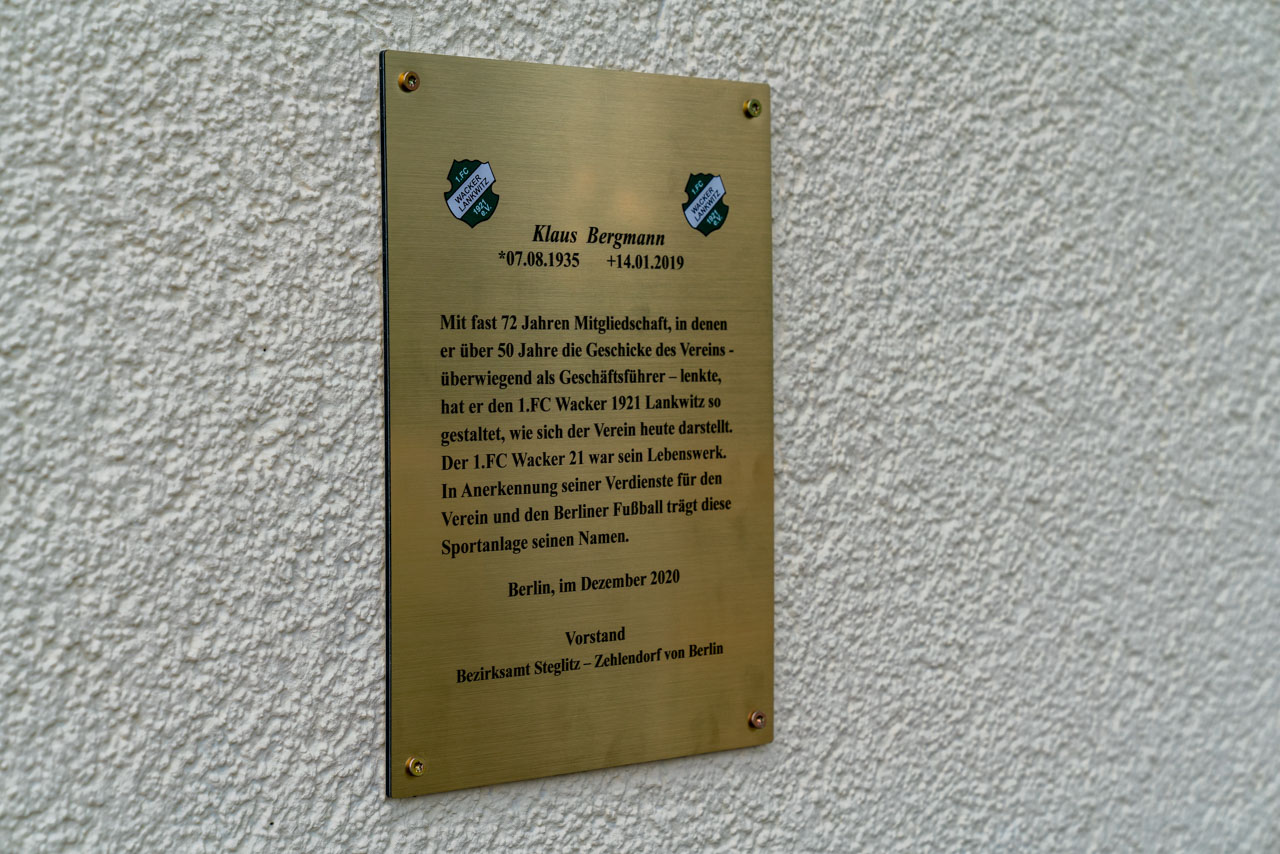 1.FC
WACKER
LANKWITZ
1921
e.V.
1.FC
WACKER
LANKWITZ
1921
e.V.
Klaus Bergmann
*07.08.1935 +14.01.2019
Mit fast 72 Jahren Mitgliedschaft, in denen
er über 50 Jahre die Geschicke des Vereins -
überwiegend als Geschäftsführer – lenkte,
hat er den 1.FC Wacker 1921 Lankwitz so
gestaltet, wie sich der Verein heute darstellt.
Der 1.FC Wacker 21 war sein Lebenswerk.
In Anerkennung seiner Verdienste für den
Verein und den Berliner Fußball trägt diese
Sportanlage seinen Namen.
Berlin, im Dezember 2020
Vorstand
Bezirksamt Steglitz – Zehlendorf von Berlin